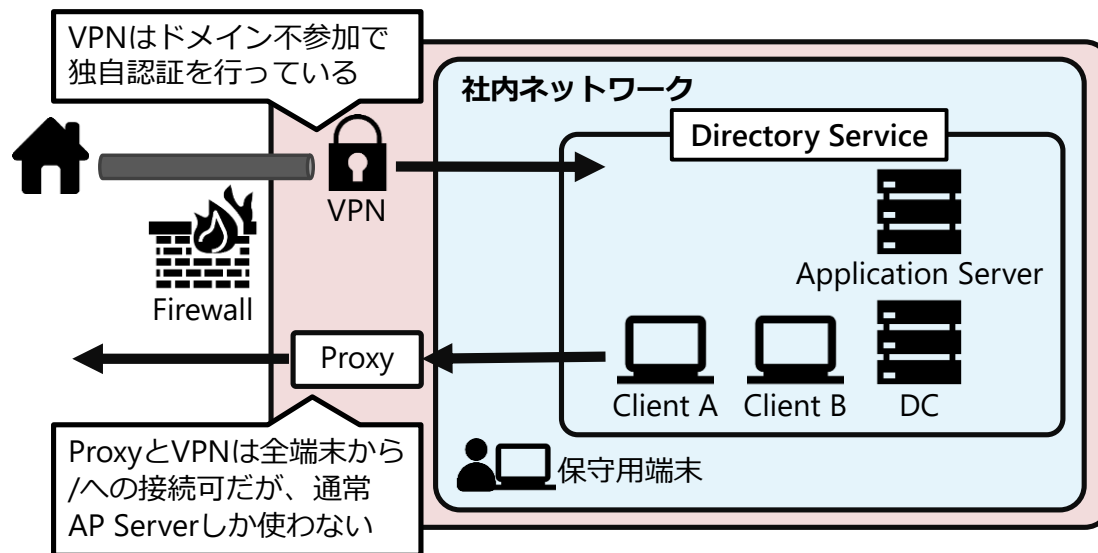 VPNはドメイン不参加で
独自認証を行っている
社内ネットワーク
Directory Service
VPN
Application Server
Firewall
Proxy
Client A
Client B
DC
ProxyとVPNは全端末から
/への接続可だが、通常
AP Serverしか使わない
保守用端末